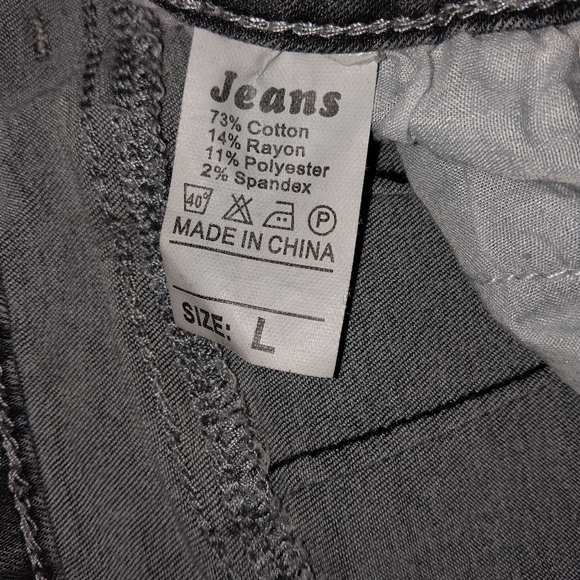 Jeans
73% Cotton
14% Rayon
11% Polyester
2% Spandex
40° P
MADE IN CHINA
SIZE: L